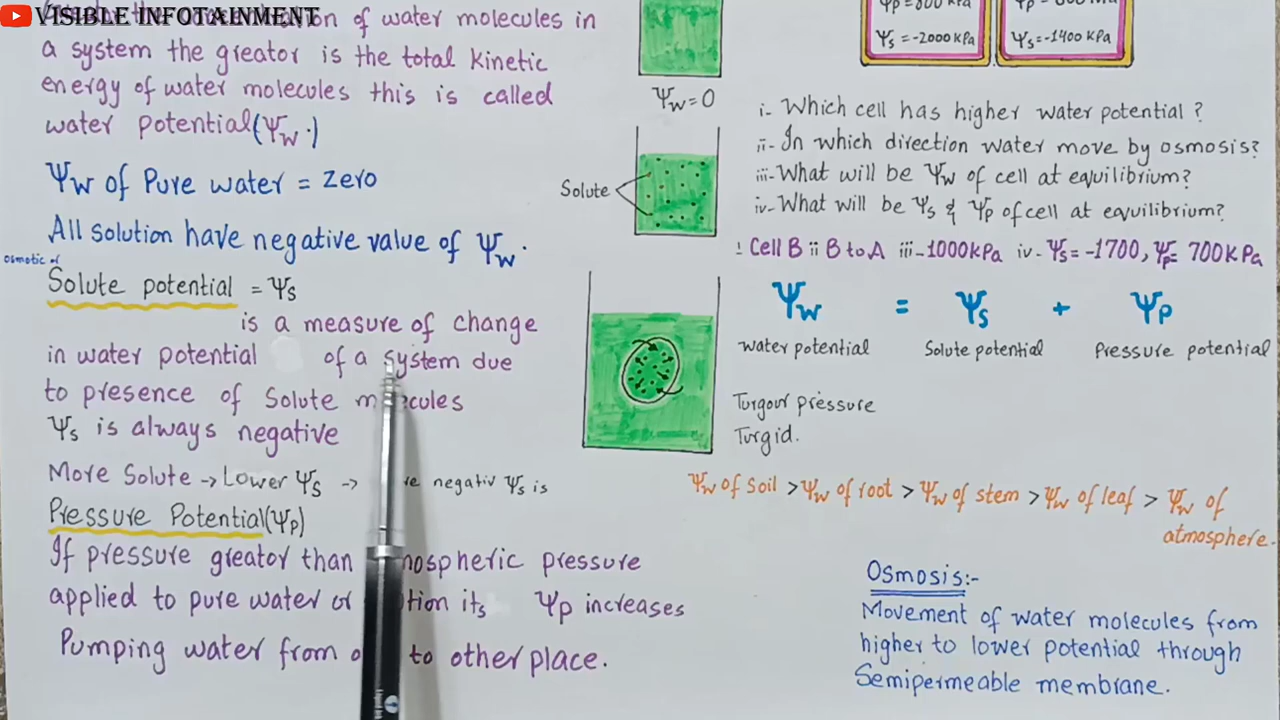 VISIBLE INFOTAINMENT
of water molecules in
a system the greator is the total kinetic
energy of water molecules this is called
water potential(Ψw.)
Ψw of Pure water = Zero
All solution have negative value of Ψw.
osmotic or
Solute potential = Ψs
is a measure of change
in water potential of a system due
to presence of Solute molecules
Ψs is always negative
More Solute → Lower Ψs → negativ Ψs is
Pressure Potential(Ψp)
If pressure greator than pressure
applied to pure water or its Ψp increases
Pumping water from to other place.
Ψw = 0
Solute
Ψs = -2000 kPa
Ψs = -1400 kPa
i- Which cell has higher water potential ?
ii- In which direction water move by osmosis?
iii- What will be Ψw of cell at equilibrium?
iv- What will be Ψs & Ψp of cell at equilibrium?
i Cell B ii B to A iii -1000kPa iv- Ψs= -1700, Ψp= 700kPa
Ψw = Ψs + Ψp
Water potential Solute potential Pressure potential
Turgour pressure
Turgid.
Ψw of Soil > Ψw of root > Ψw of stem > Ψw of leaf > Ψw of
atmosphere.
Osmosis:-
Movement of water molecules from
higher to lower potential through
Semipermeable membrane.